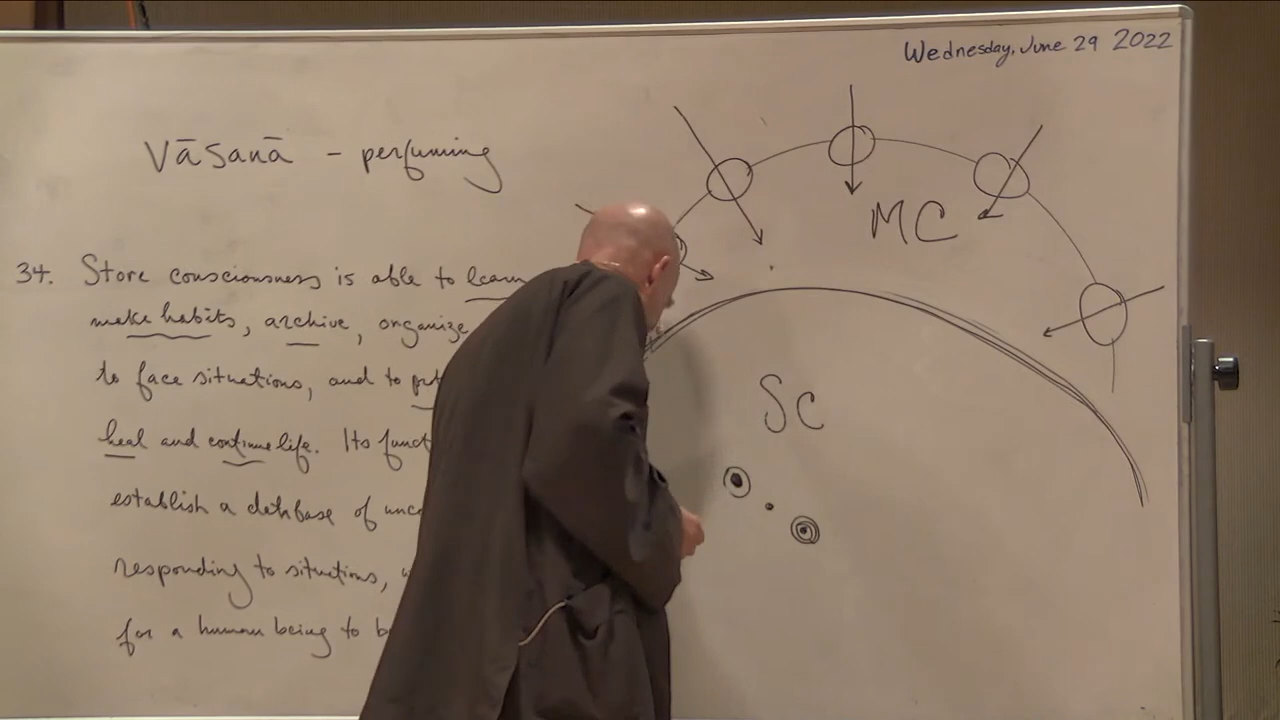 Wednesday, June 29 2022
Vāsanā - perfuming
34. Store consciousness is able to learn
make habits, archive, organize
to face situations, and to
heal and continue life. Its
establish a database of
responding to situations,
for a human being to
MC
SC